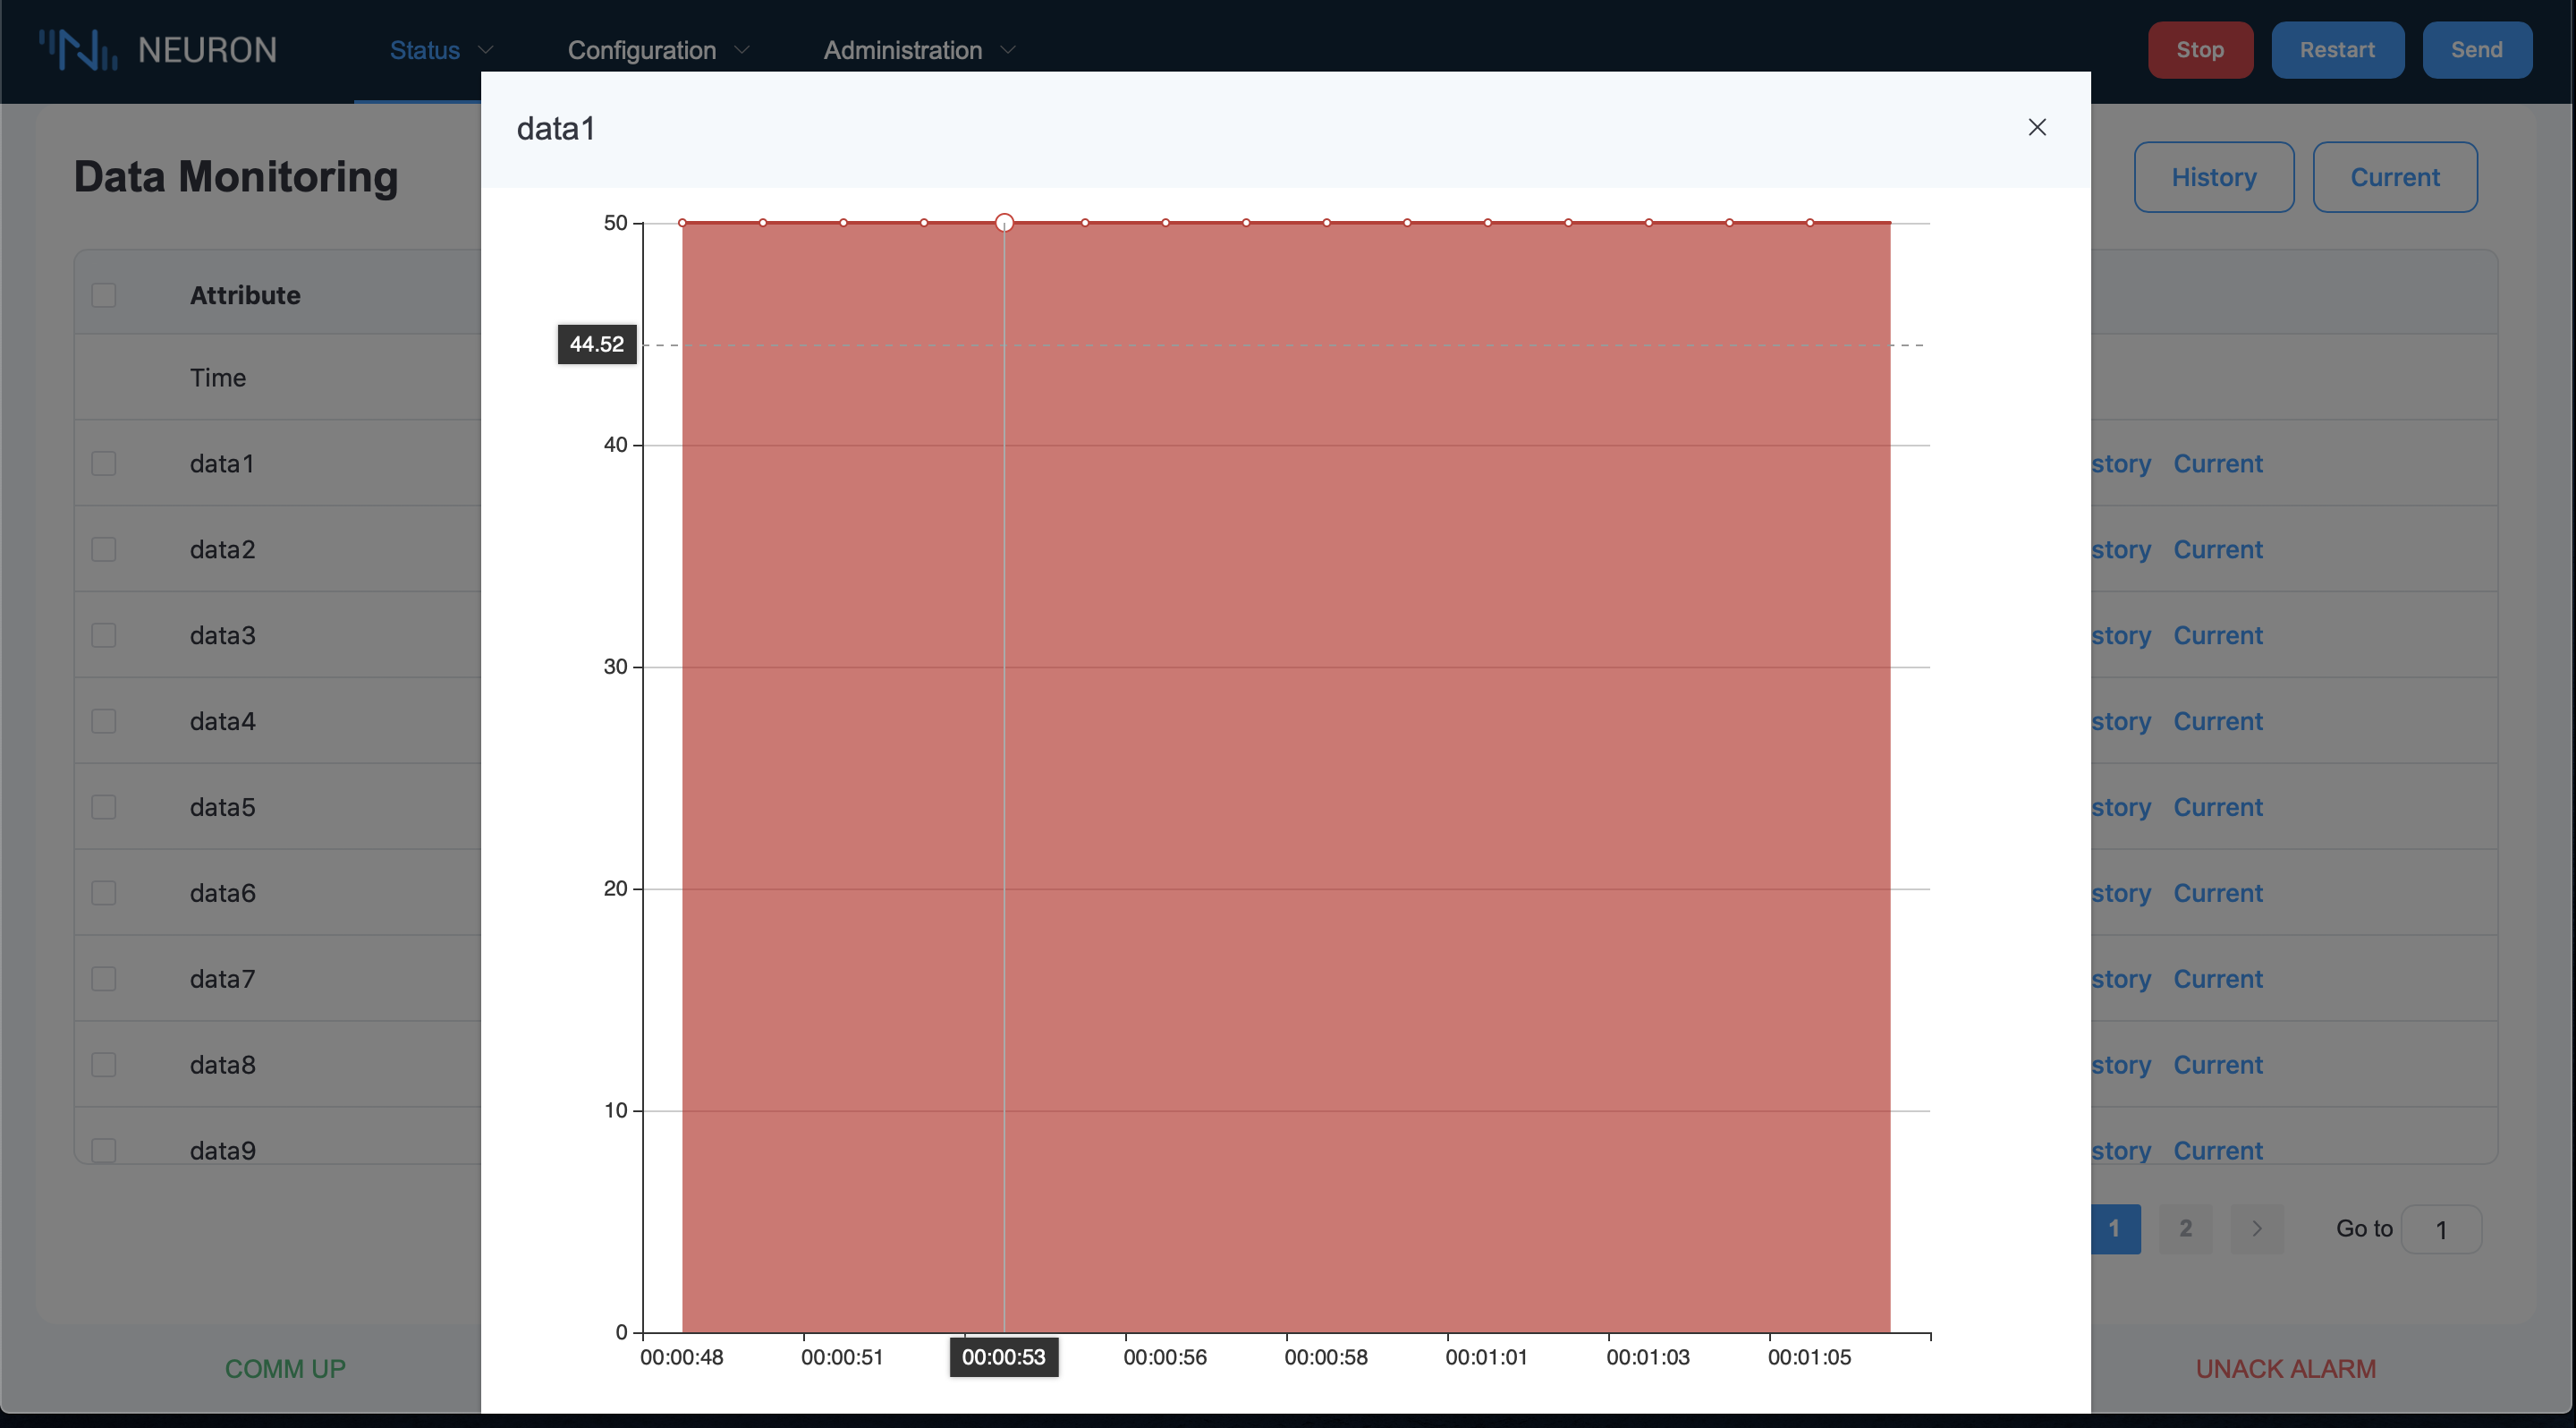 NEURON Status Configuration Administration Stop Restart Send
data1
Data Monitoring
History Current
Attribute
Time
data1 story Current
data2 story Current
data3 story Current
data4 story Current
data5 story Current
data6 story Current
data7 story Current
data8 story Current
data9 story Current
50
44.52
40
30
20
10
0
00:00:48 00:00:51 00:00:53 00:00:56 00:00:58 00:01:01 00:01:03 00:01:05
1 2 Go to 1
COMM UP UNACK ALARM